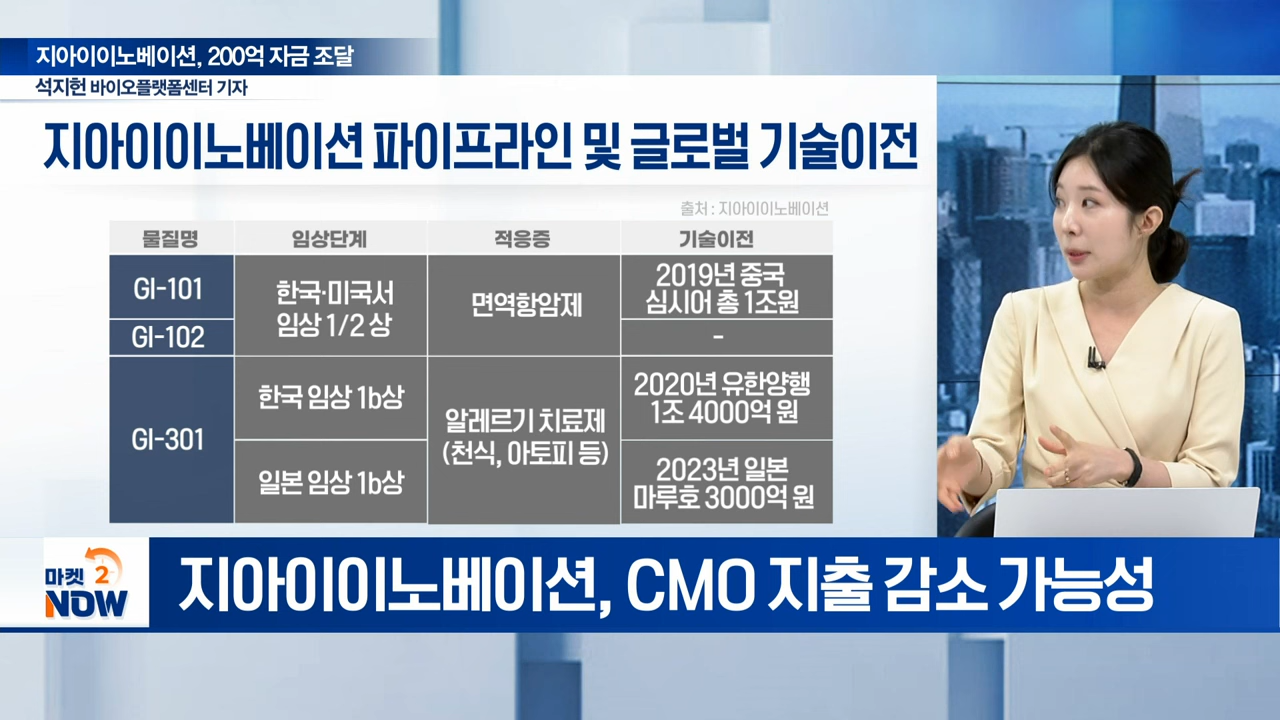 지아이이노베이션, 200억 자금 조달
석지헌 바이오플랫폼센터 기자
지아이이노베이션 파이프라인 및 글로벌 기술이전
출처 : 지아이이노베이션
물질명 임상단계 적응증 기술이전
GI-101
한국·미국서
임상 1/2 상
면역항암제
2019년 중국
심시어 총 1조원
GI-102
-
GI-301
한국 임상 1b상
알레르기 치료제
(천식, 아토피 등)
2020년 유한양행
1조 4000억 원
일본 임상 1b상
2023년 일본
마루호 3000억 원
마켓 2
NOW
지아이이노베이션, CMO 지출 감소 가능성